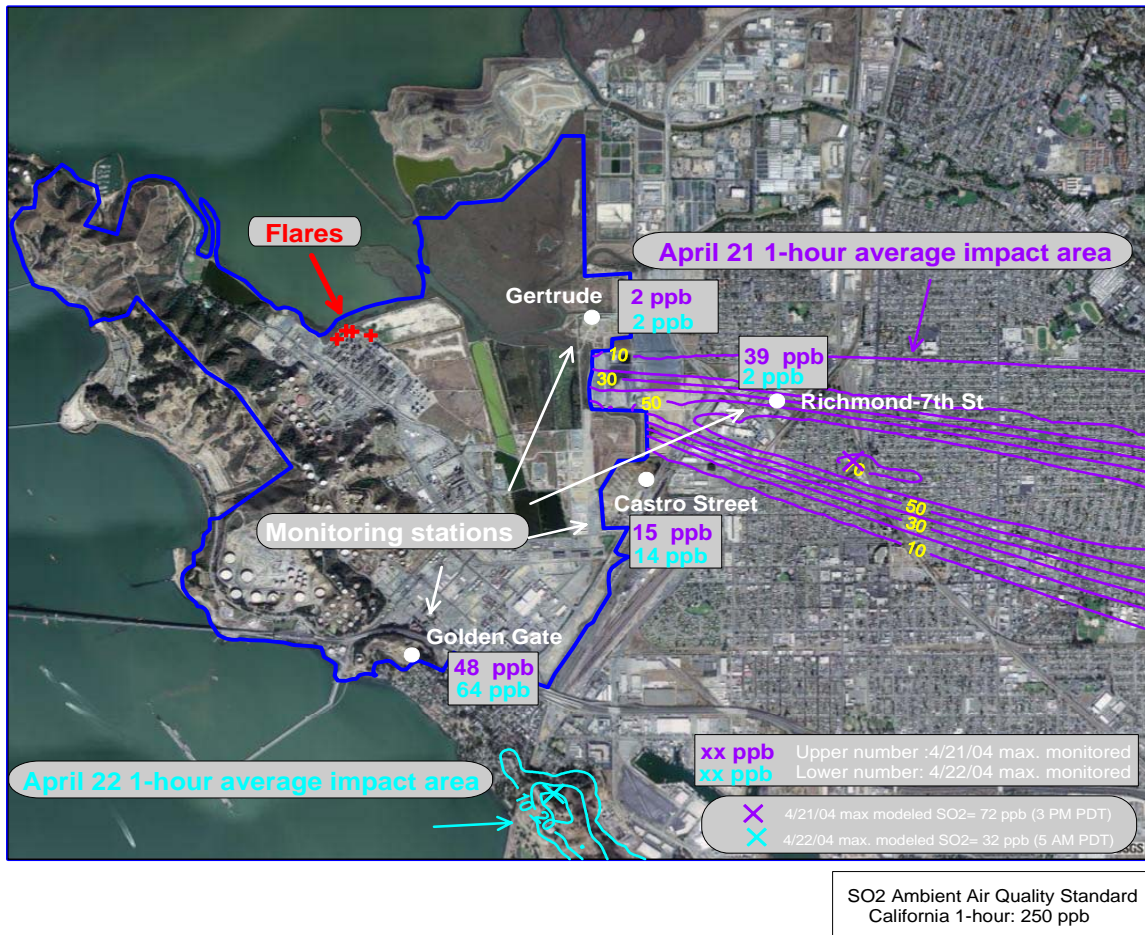 Flares
April 21 1-hour average impact area
Gertrude
2 ppb
2 ppb
10
30
50
39 ppb
2 ppb
Richmond-7th St
70
Castro Street
15 ppb
14 ppb
50
30
10
Monitoring stations
Golden Gate
48 ppb
64 ppb
April 22 1-hour average impact area
xx ppb Upper number :4/21/04 max. monitored
xx ppb Lower number: 4/22/04 max. monitored
4/21/04 max modeled SO2= 72 ppb (3 PM PDT)
4/22/04 max. modeled SO2= 32 ppb (5 AM PDT)
SO2 Ambient Air Quality Standard
California 1-hour: 250 ppb